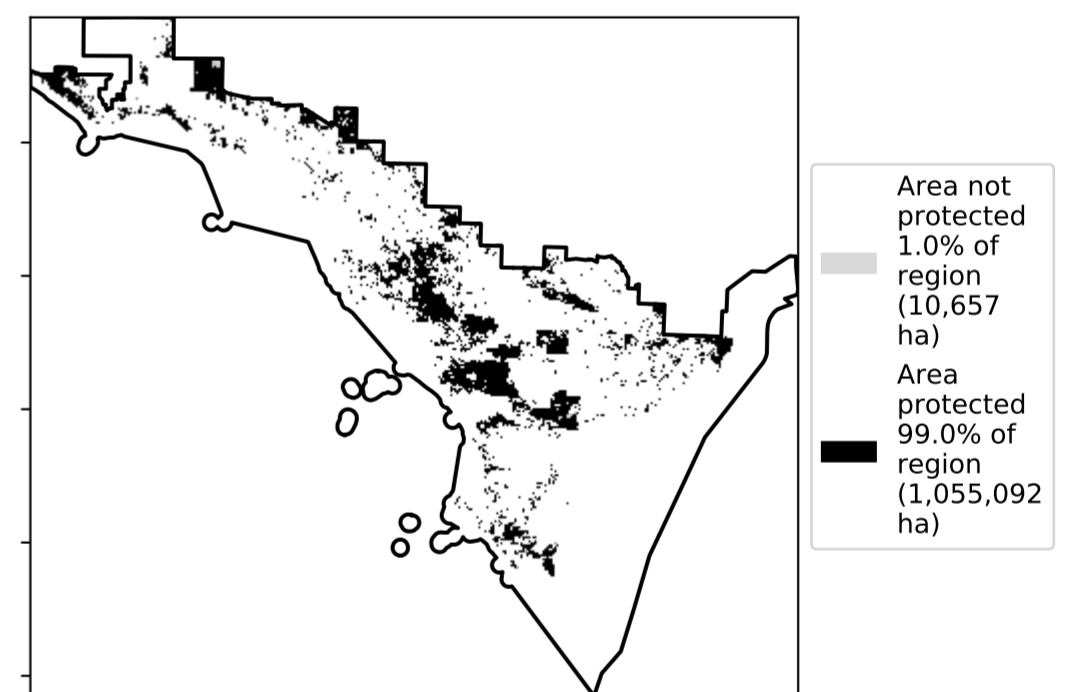 Area not
protected
1.0% of
region
(10,657
ha)
Area
protected
99.0% of
region
(1,055,092
ha)